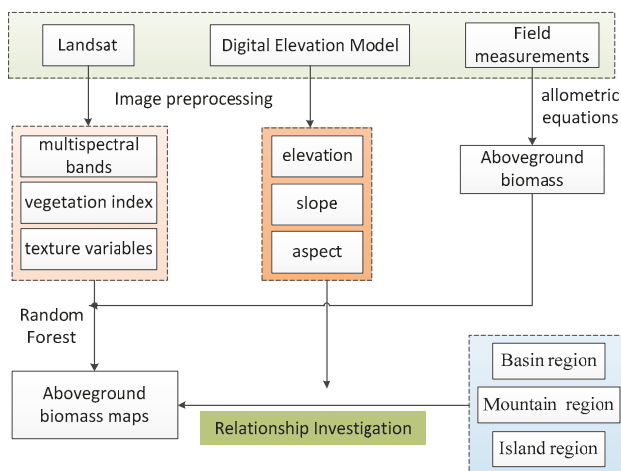 Landsat
Digital Elevation Model
Field
measurements
Image preprocessing
allometric
equations
multispectral
bands
vegetation index
texture variables
elevation
slope
aspect
Aboveground
biomass
Random
Forest
Aboveground
biomass maps
Relationship Investigation
Basin region
Mountain region
Island region